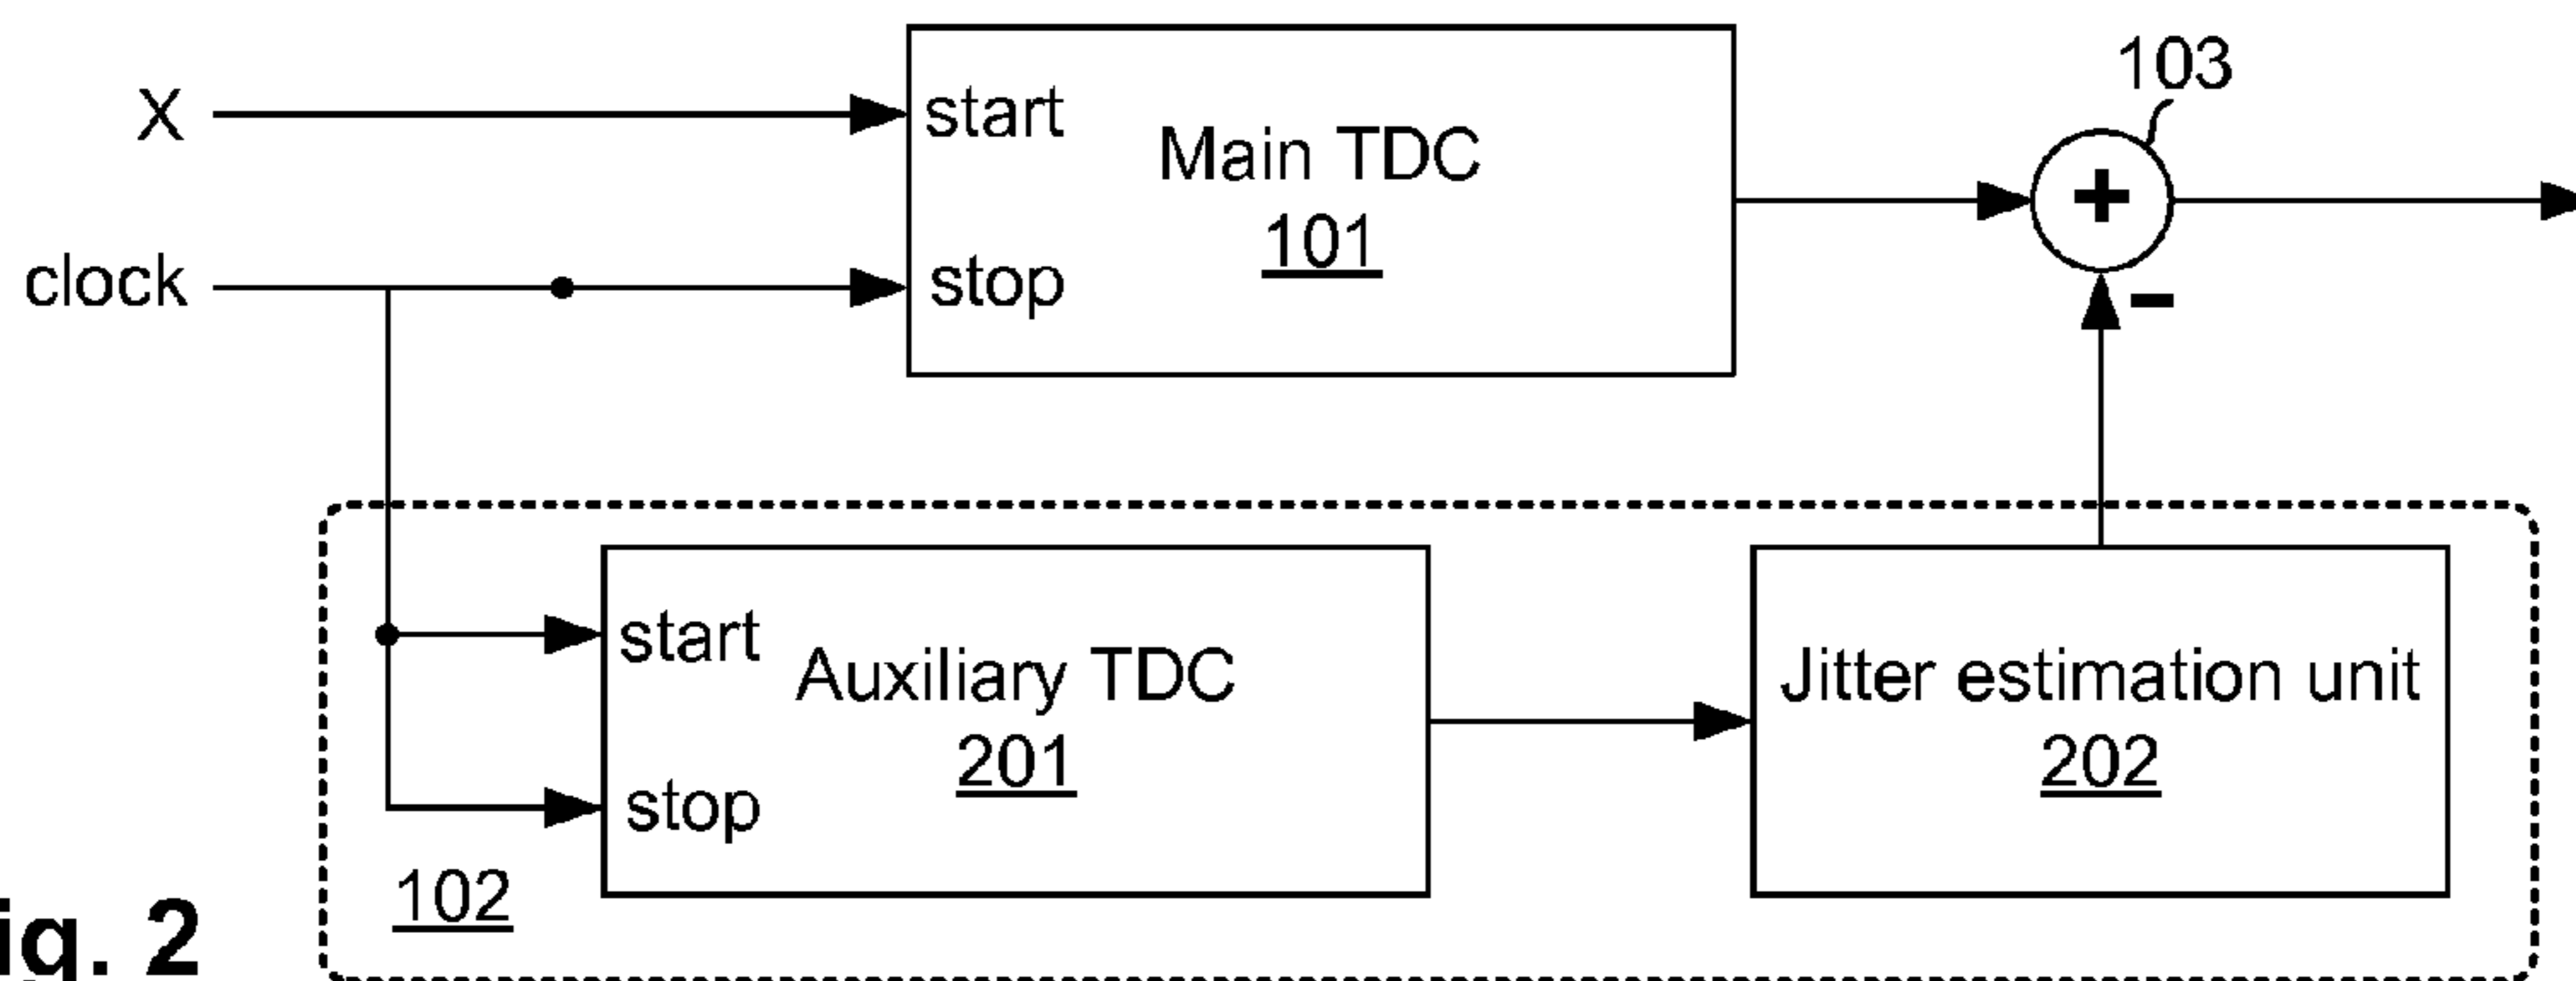 103
X
start
Main TDC
101
clock
stop
+
-
start
Auxiliary TDC
201
stop
Jitter estimation unit
202
102
ig. 2